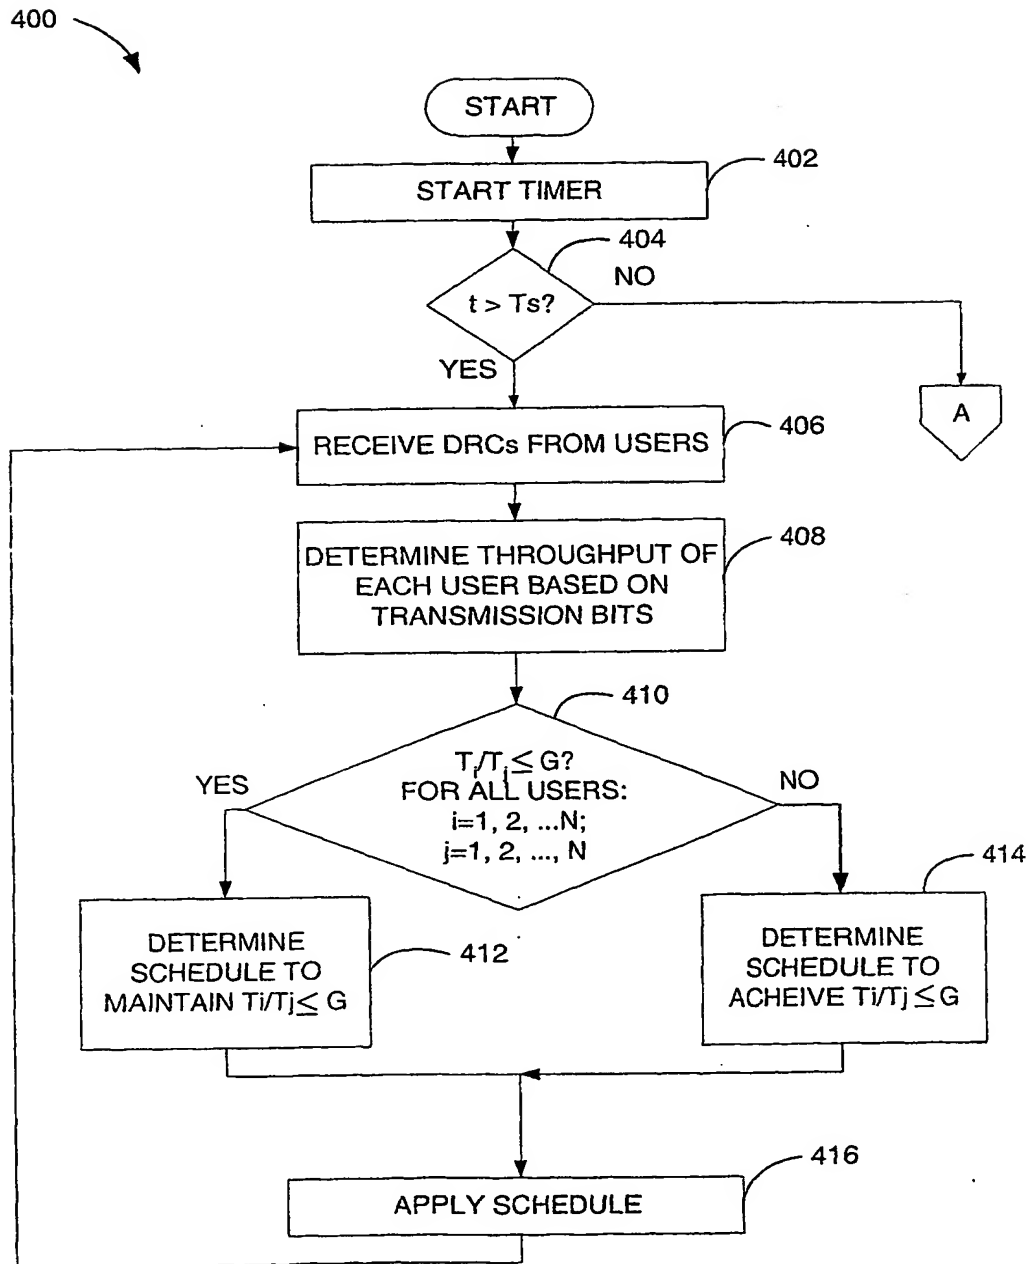 400
START
START TIMER
402
t > Ts?
404
NO
YES
A
RECEIVE DRCs FROM USERS
406
DETERMINE THROUGHPUT OF
EACH USER BASED ON
TRANSMISSION BITS
408
410
Ti/Tj ≤ G?
FOR ALL USERS:
i=1, 2, ...N;
j=1, 2, ..., N
YES
NO
DETERMINE
SCHEDULE TO
MAINTAIN Ti/Tj ≤ G
412
DETERMINE
SCHEDULE TO
ACHEIVE Ti/Tj ≤ G
414
APPLY SCHEDULE
416